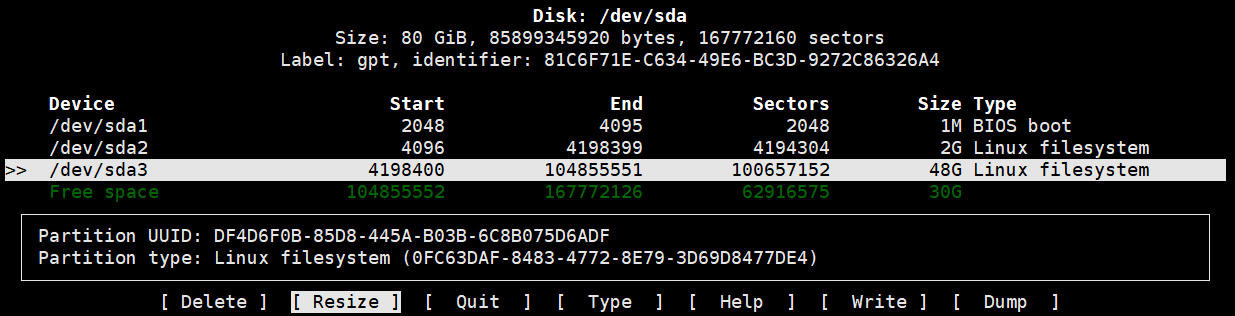 Disk: /dev/sda
Size: 80 GiB, 85899345920 bytes, 167772160 sectors
Label: gpt, identifier: 81C6F71E-C634-49E6-BC3D-9272C86326A4
Device Start End Sectors Size Type
/dev/sda1 2048 4095 2048 1M BIOS boot
/dev/sda2 4096 4198399 4194304 2G Linux filesystem
>> /dev/sda3 4198400 104855551 100657152 48G Linux filesystem
Free space 104855552 167772126 62916575 30G
Partition UUID: DF4D6F0B-85D8-445A-B03B-6C8B075D6ADF
Partition type: Linux filesystem (0FC63DAF-8483-4772-8E79-3D69D8477DE4)
[ Delete ] [ Resize ] [ Quit ] [ Type ] [ Help ] [ Write ] [ Dump ]